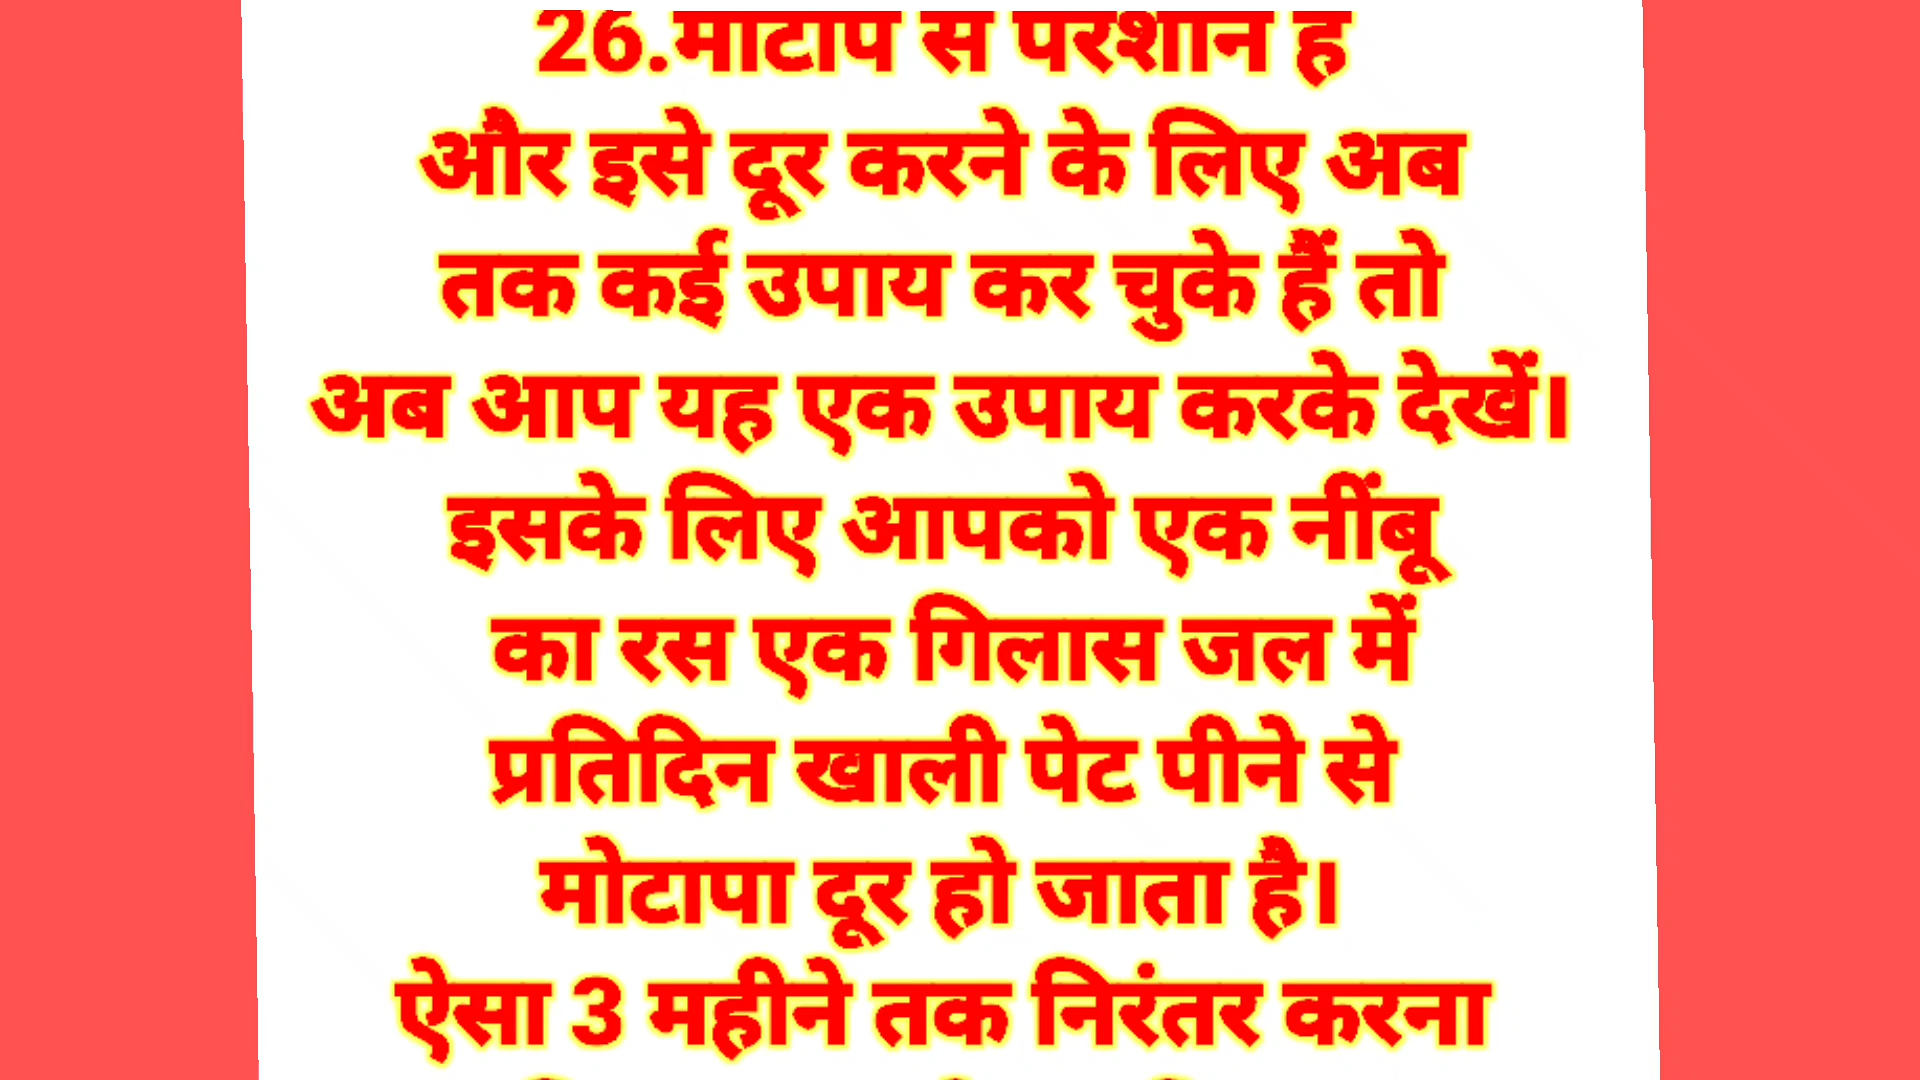 26.मोटापे से परेशान है
और इसे दूर करने के लिए अब
तक कई उपाय कर चुके हैं तो
अब आप यह एक उपाय करके देखें।
इसके लिए आपको एक नींबू
का रस एक गिलास जल में
प्रतिदिन खाली पेट पीने से
मोटापा दूर हो जाता है।
ऐसा 3 महीने तक निरंतर करना